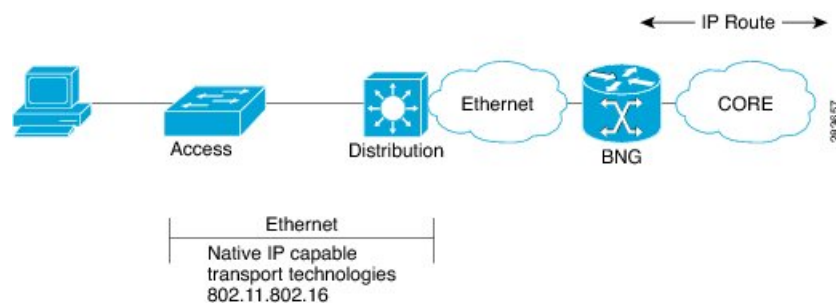 IP Route
Ethernet
CORE
Access
Distribution
BNG
Ethernet
Native IP capable
transport technologies
802.11.802.16